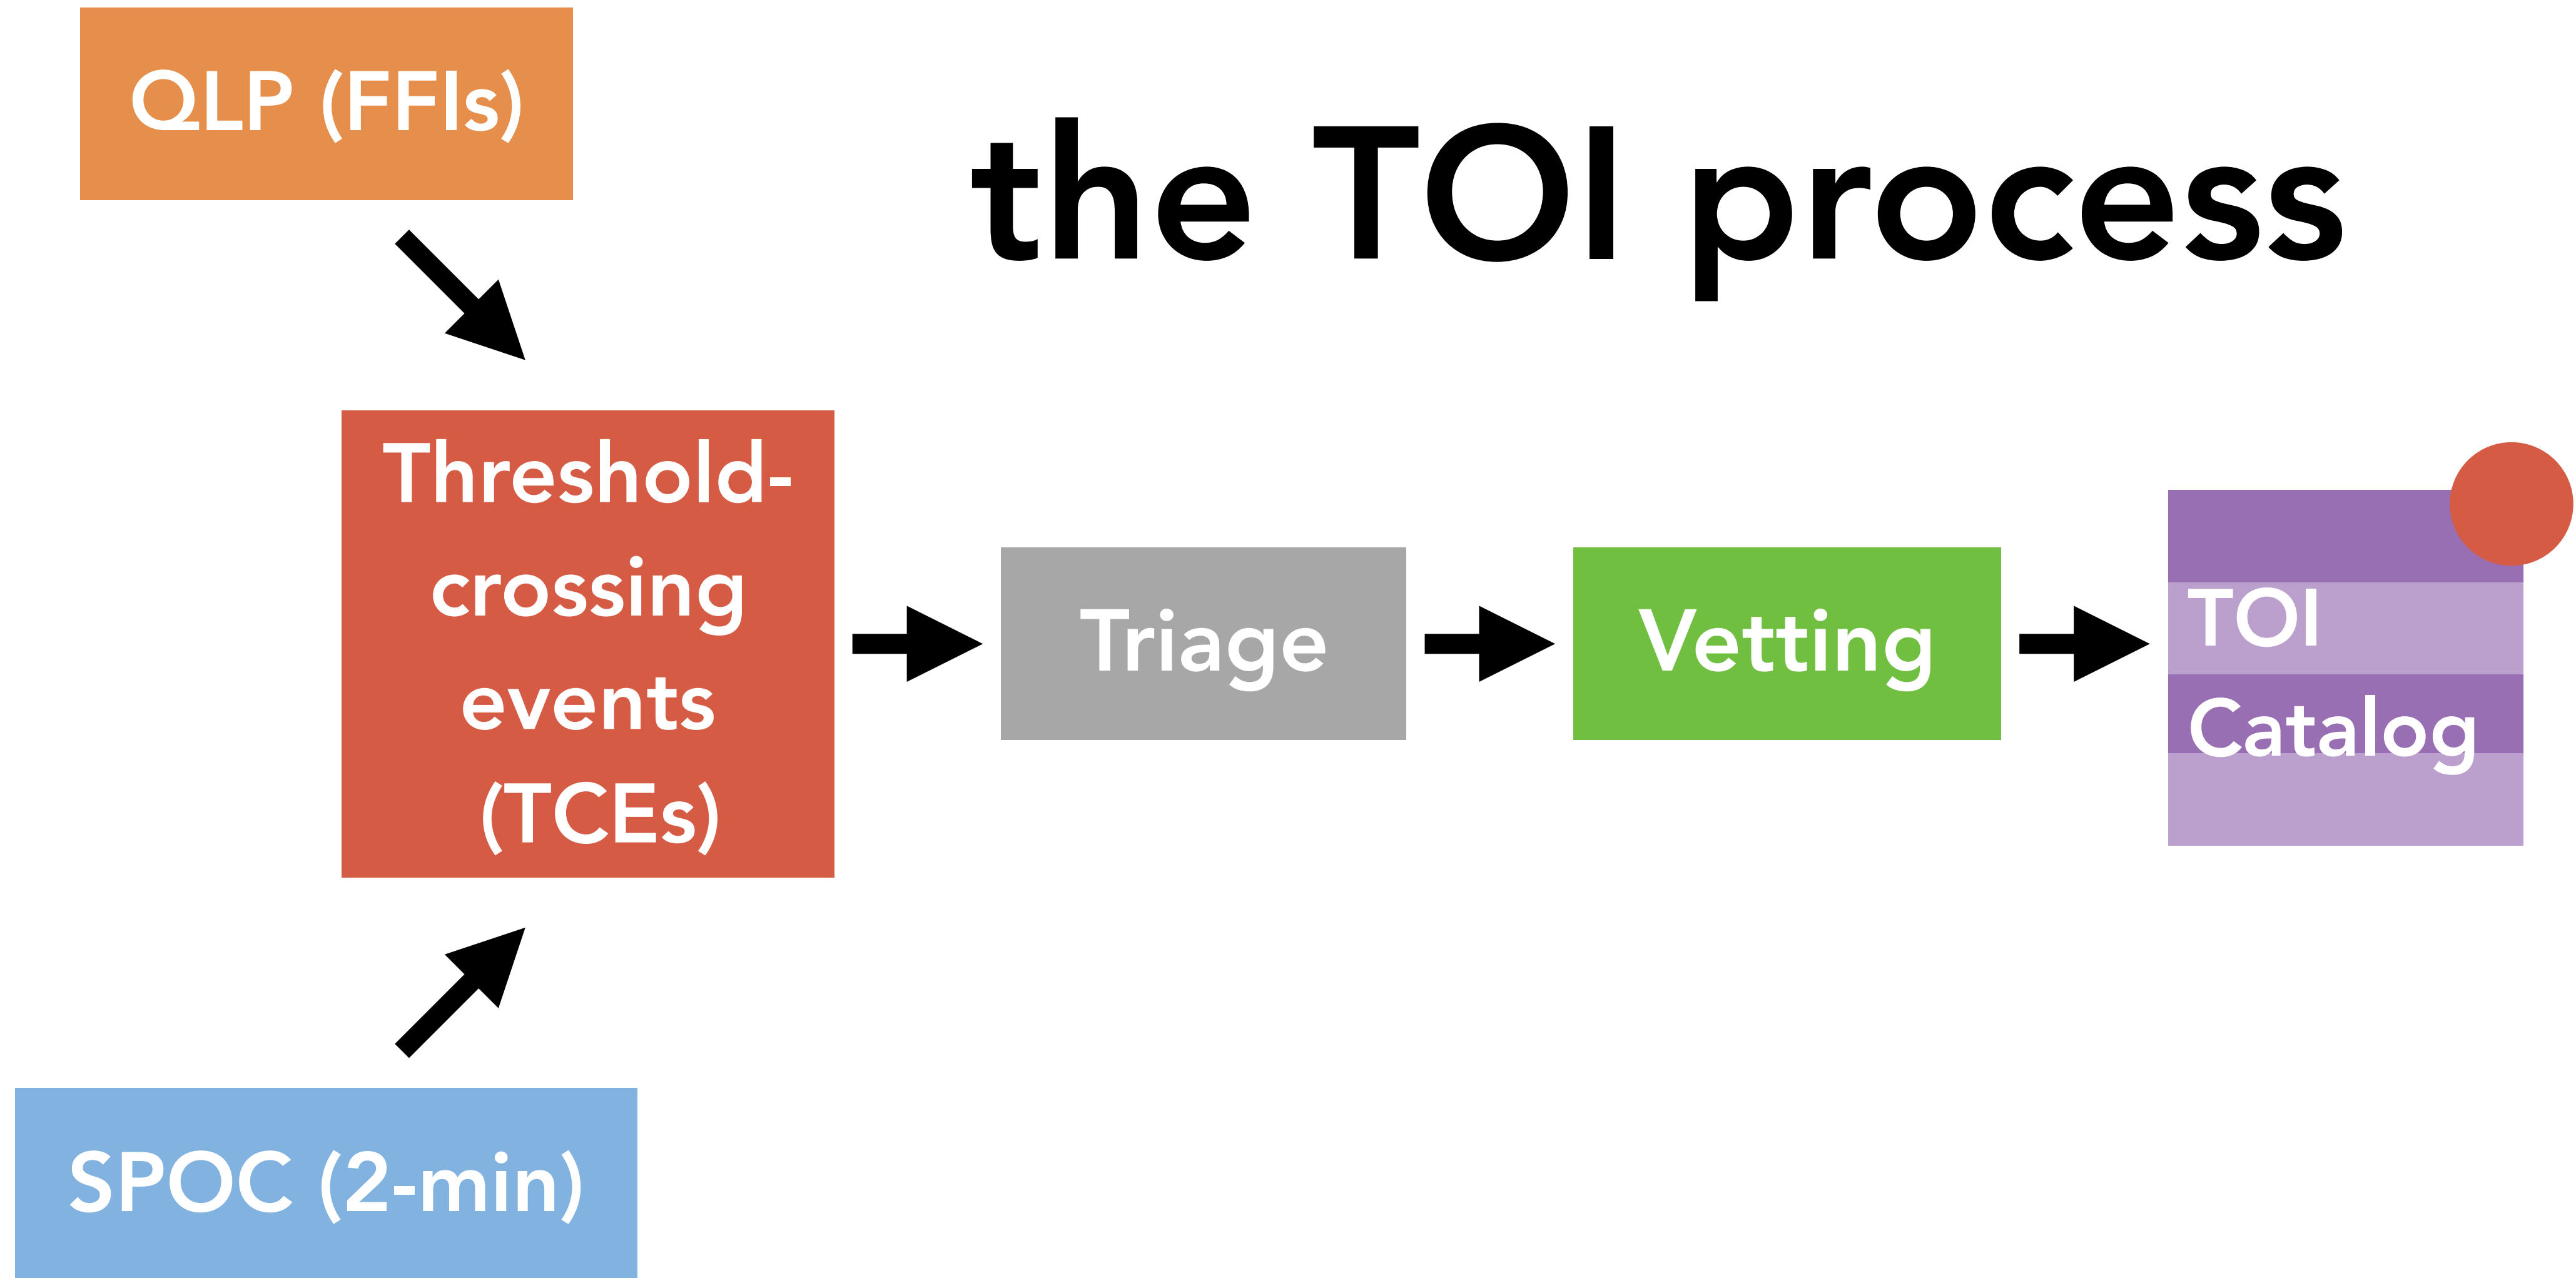 QLP (FFIs)
the TOI process
Threshold-
crossing
events
(TCEs)
Triage
Vetting
TOI
Catalog
SPOC (2-min)